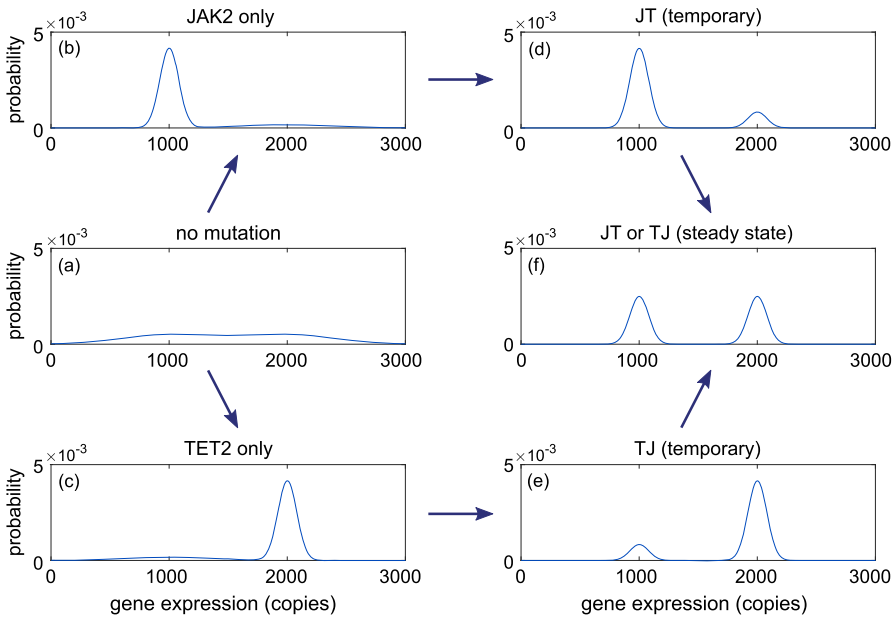 JAK2 only
×10-3
5
(b)
probability
0
0 1000 2000 3000
JT (temporary)
×10-3
5
(d)
0
0 1000 2000 3000
no mutation
×10-3
5
(a)
probability
0
0 1000 2000 3000
JT or TJ (steady state)
×10-3
5
(f)
0
0 1000 2000 3000
TET2 only
×10-3
5
(c)
probability
0
0 1000 2000 3000
gene expression (copies)
TJ (temporary)
×10-3
5
(e)
0
0 1000 2000 3000
gene expression (copies)